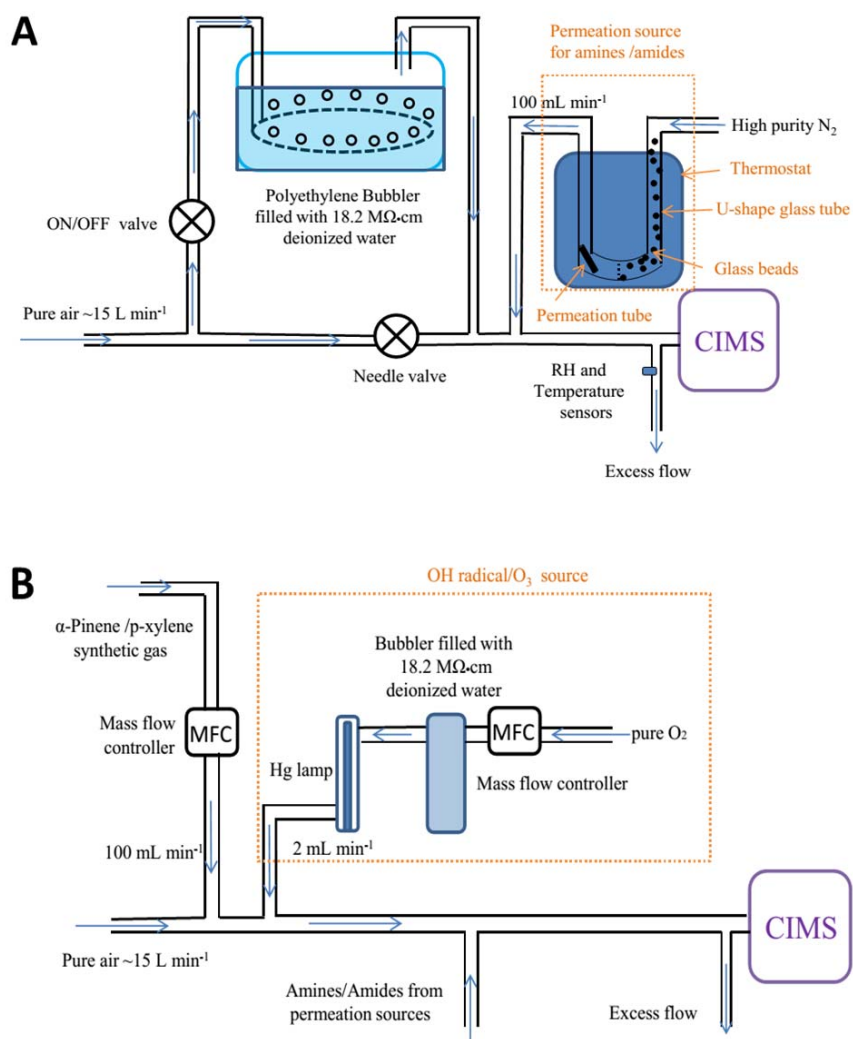 A
Permeation source
for amines /amides
100 mL min⁻¹
High purity N₂
Thermostat
U-shape glass tube
Glass beads
Permeation tube
Polyethylene Bubbler
filled with 18.2 MΩ•cm
deionized water
ON/OFF valve
Pure air ~15 L min⁻¹
Needle valve
CIMS
RH and
Temperature
sensors
Excess flow
B
OH radical/O₃ source
α-Pinene /p-xylene
synthetic gas
Bubbler filled with
18.2 MΩ•cm
deionized water
Mass flow
controller
MFC
MFC
pure O₂
Hg lamp
Mass flow controller
100 mL min⁻¹
2 mL min⁻¹
CIMS
Pure air ~15 L min⁻¹
Amines/Amides from
permeation sources
Excess flow